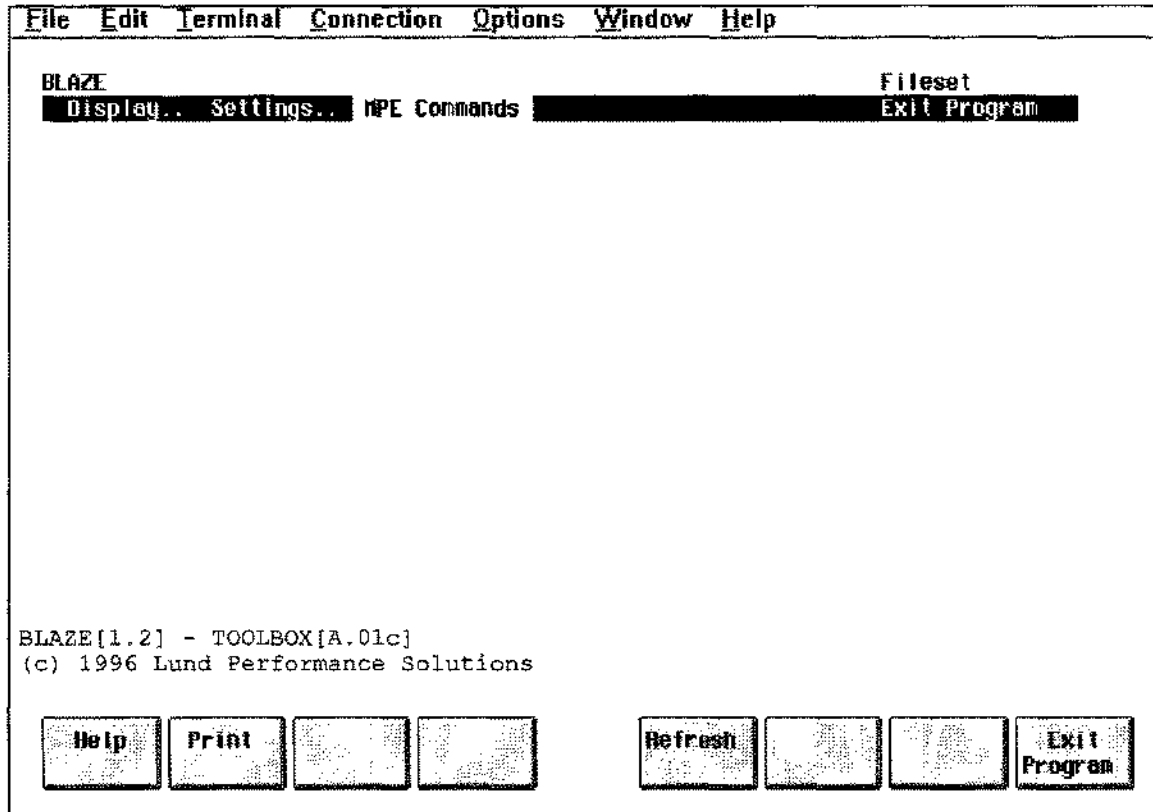 File Edit Terminal Connection Options Window Help
BLAZE Fileset
Display.. Settings.. MPE Commands Exit Program
BLAZE[1.2] - TOOLBOX[A.01c]
(c) 1996 Lund Performance Solutions
Help Print Refresh Exit Program